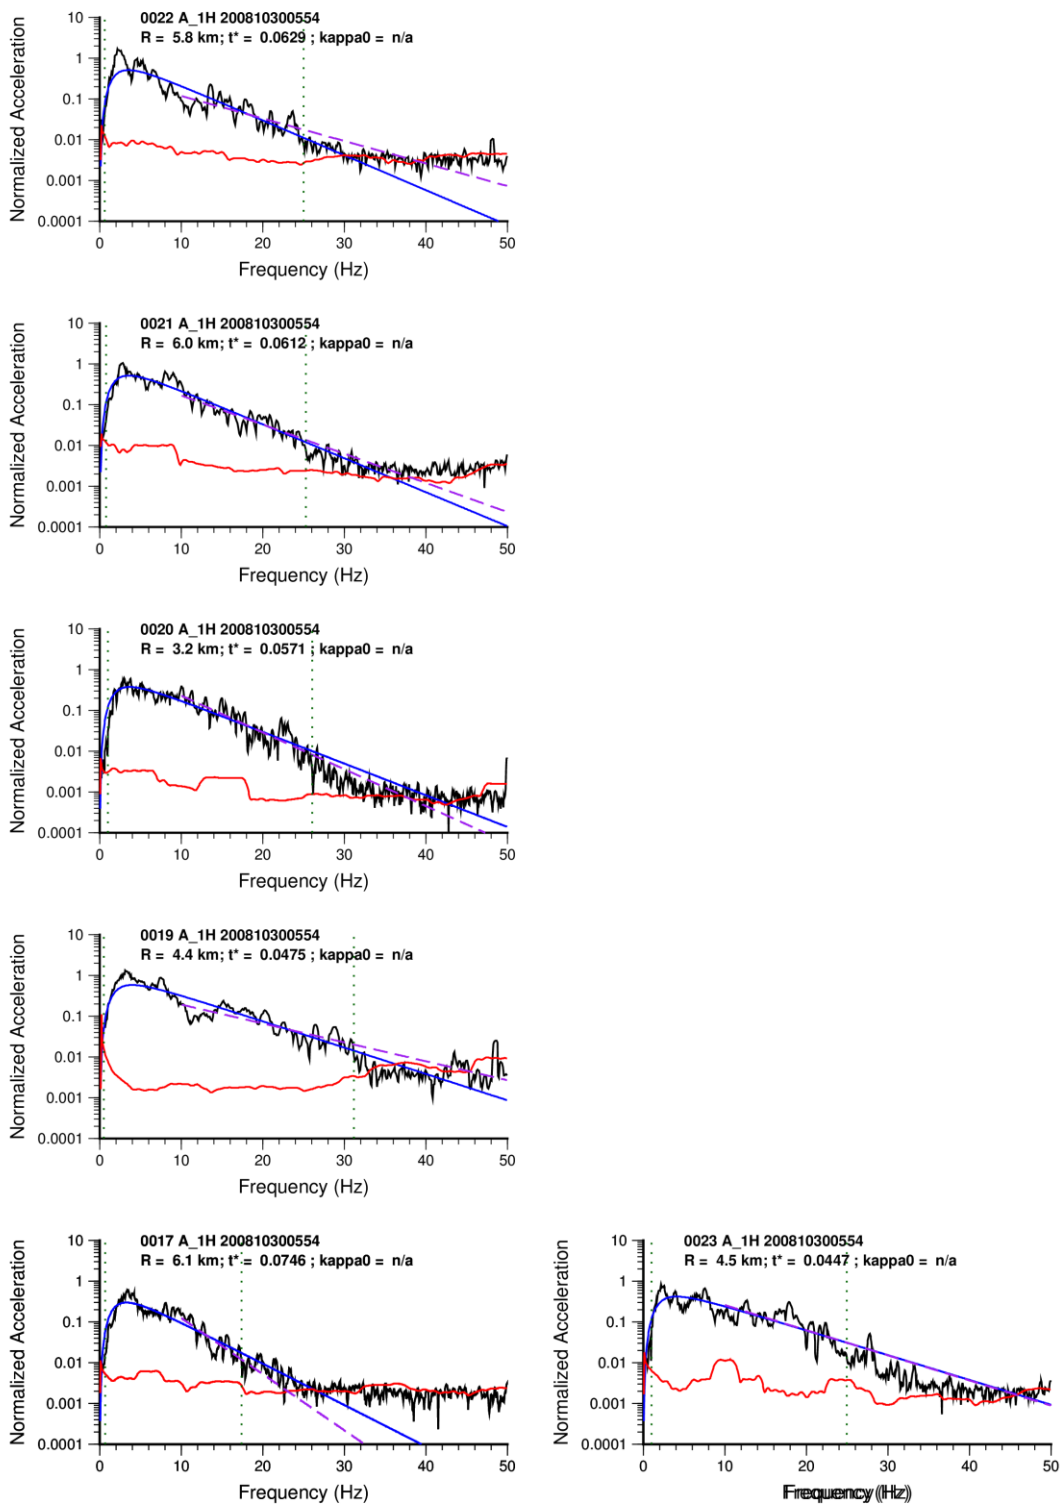 0022 A_1H 200810300554
R = 5.8 km; t* = 0.0629 ; kappa0 = n/a
Normalized Acceleration
10
1
0.1
0.01
0.001
0.0001
0 10 20 30 40 50
Frequency (Hz)
0021 A_1H 200810300554
R = 6.0 km; t* = 0.0612 ; kappa0 = n/a
Normalized Acceleration
10
1
0.1
0.01
0.001
0.0001
0 10 20 30 40 50
Frequency (Hz)
0020 A_1H 200810300554
R = 3.2 km; t* = 0.0571 ; kappa0 = n/a
Normalized Acceleration
10
1
0.1
0.01
0.001
0.0001
0 10 20 30 40 50
Frequency (Hz)
0019 A_1H 200810300554
R = 4.4 km; t* = 0.0475 ; kappa0 = n/a
Normalized Acceleration
10
1
0.1
0.01
0.001
0.0001
0 10 20 30 40 50
Frequency (Hz)
0017 A_1H 200810300554
R = 6.1 km; t* = 0.0746 ; kappa0 = n/a
Normalized Acceleration
10
1
0.1
0.01
0.001
0.0001
0 10 20 30 40 50
Frequency (Hz)
0023 A_1H 200810300554
R = 4.5 km; t* = 0.0447 ; kappa0 = n/a
Normalized Acceleration
10
1
0.1
0.01
0.001
0.0001
0 10 20 30 40 50
Frequency (Hz)